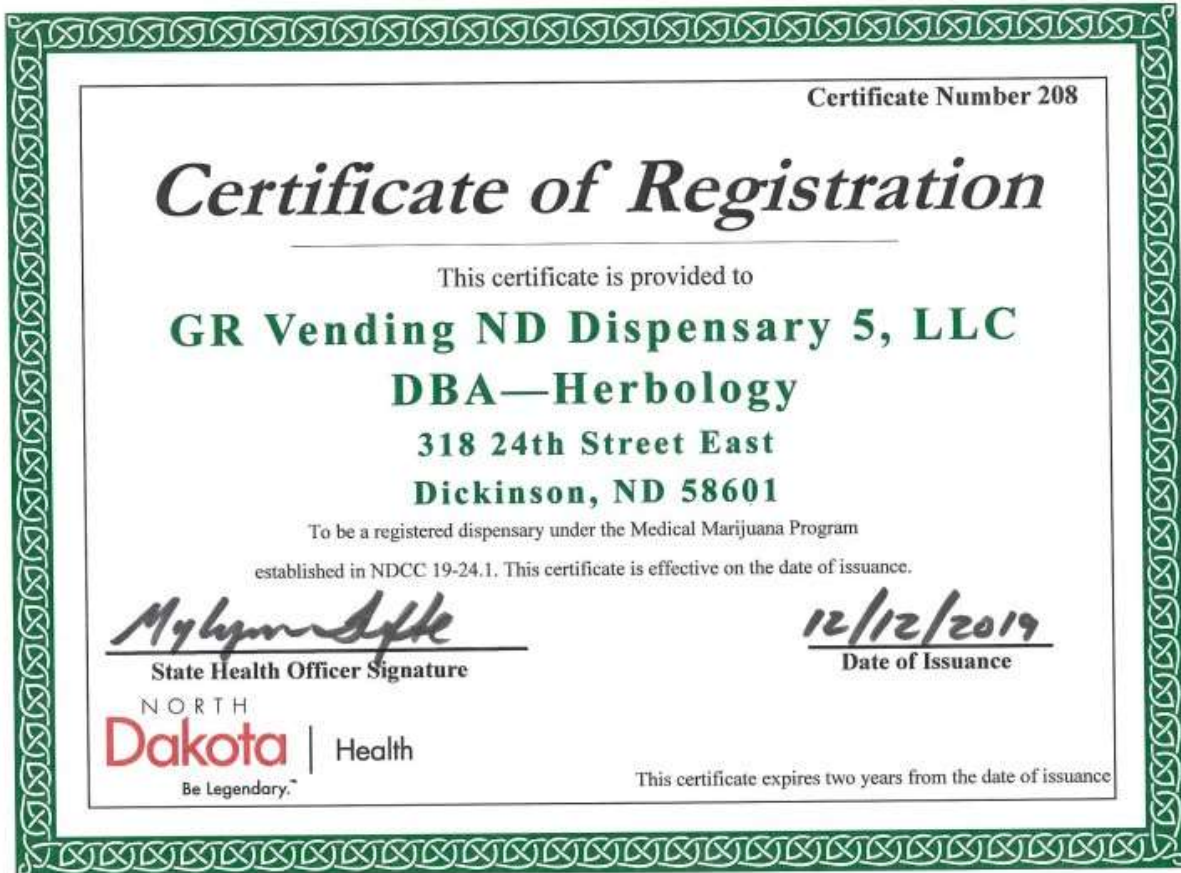 Certificate Number 208
Certificate of Registration
This certificate is provided to
GR Vending ND Dispensary 5, LLC
DBA—Herbology
318 24th Street East
Dickinson, ND 58601
To be a registered dispensary under the Medical Marijuana Program
established in NDCC 19-24.1. This certificate is effective on the date of issuance.
12/12/2019
State Health Officer Signature
Date of Issuance
NORTH
Dakota | Health
Be Legendary.™
This certificate expires two years from the date of issuance